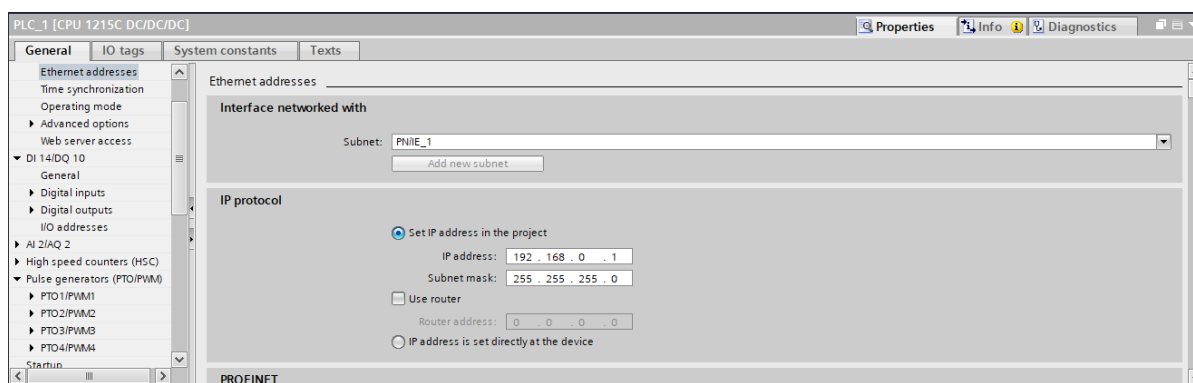 PLC_1 [CPU 1215C DC/DC/DC]
Properties Info Diagnostics
General IO tags System constants Texts
Ethernet addresses
Time synchronization
Operating mode
Advanced options
Web server access
DI 14/DQ 10
General
Digital inputs
Digital outputs
I/O addresses
AI 2/AQ 2
High speed counters (HSC)
Pulse generators (PTO/PWM)
PTO1/PWM1
PTO2/PWM2
PTO3/PWM3
PTO4/PWM4
Startup
Ethernet addresses
Interface networked with
Subnet: PN/IE_1
Add new subnet
IP protocol
Set IP address in the project
IP address: 192 . 168 . 0 . 1
Subnet mask: 255 . 255 . 255 . 0
Use router
Router address: 0 . 0 . 0 . 0
IP address is set directly at the device
PROFINET